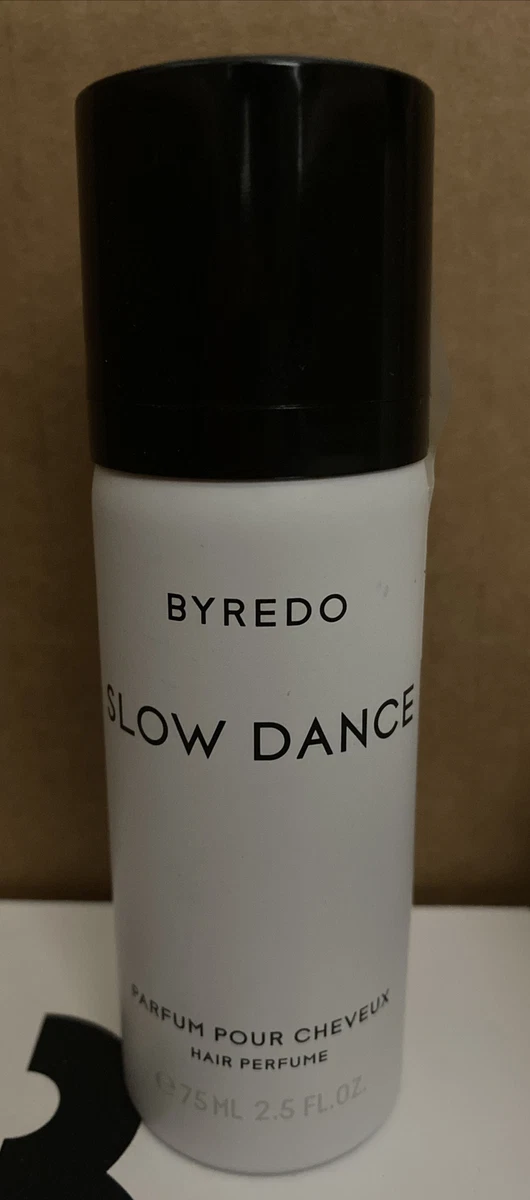 BYREDO
SLOW DANCE
PARFUM POUR CHEVEUX
HAIR PERFUME
℮75ML 2.5 FL.OZ.